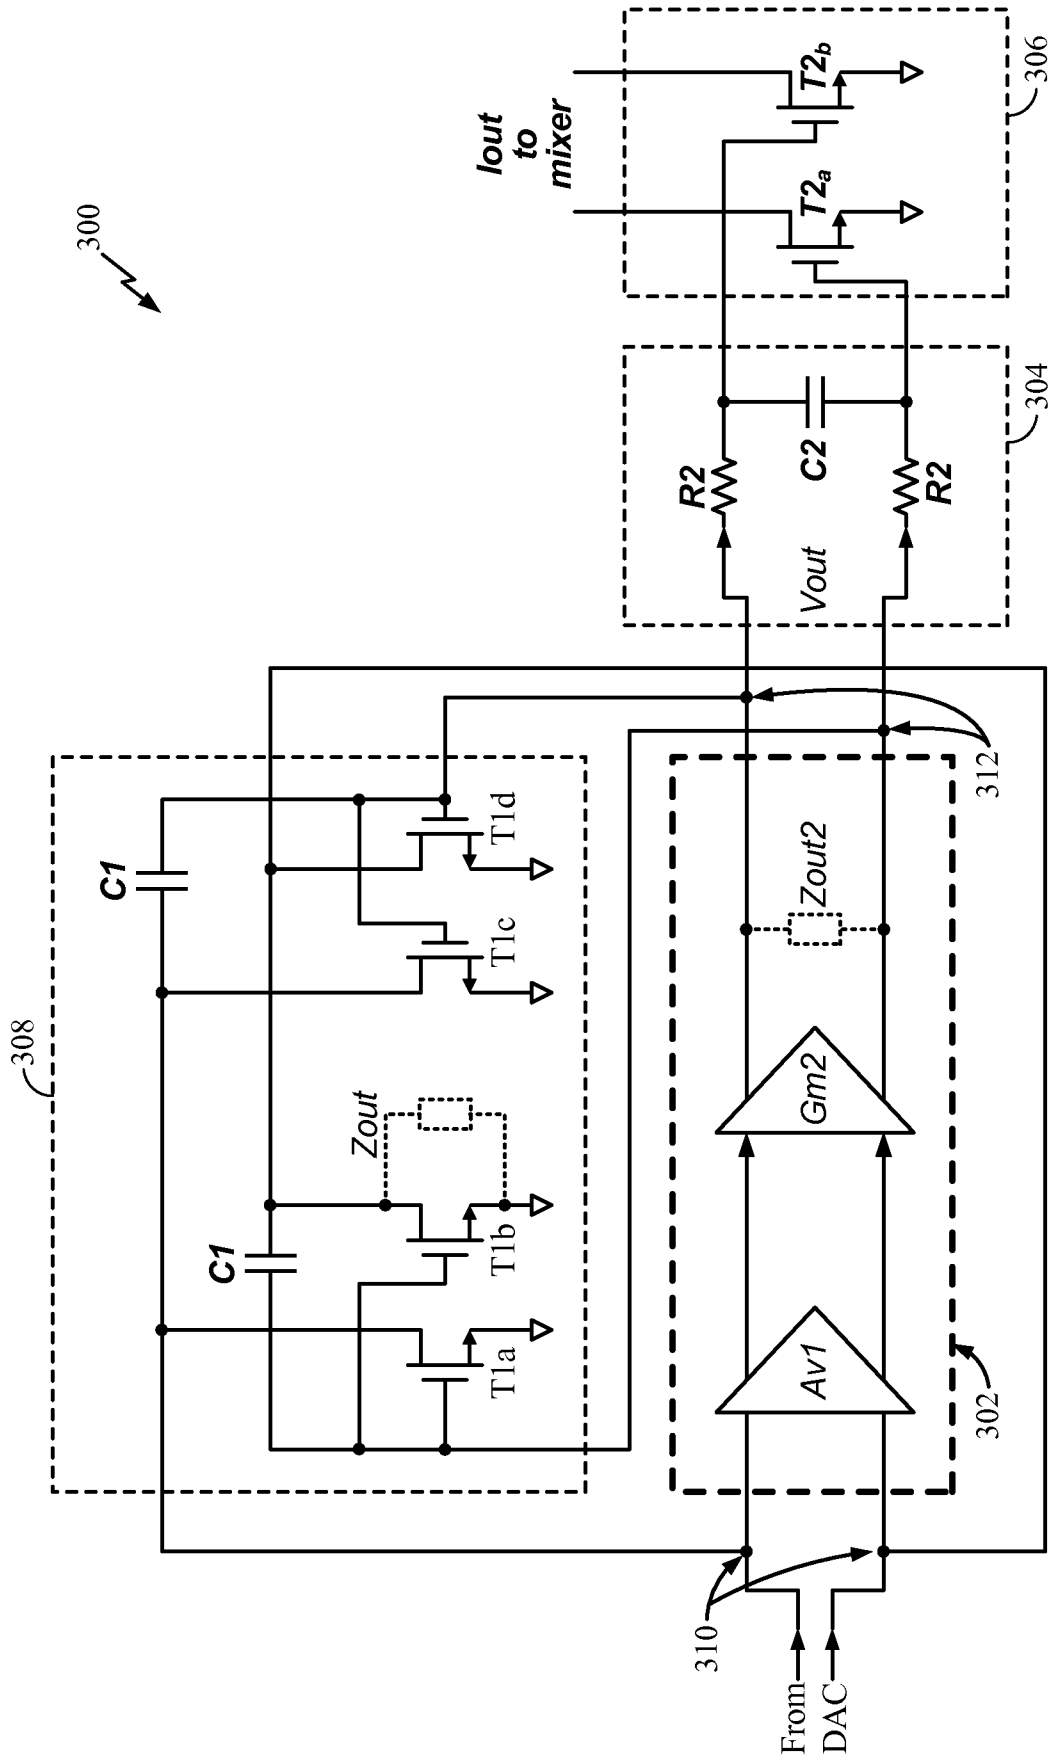 300
308
C1
C1
Zout
T1a
T1b
T1c
T1d
Iout
to
mixer
T2a
T2b
306
R2
C2
R2
Vout
304
312
Av1
Gm2
Zout2
302
310
From
DAC